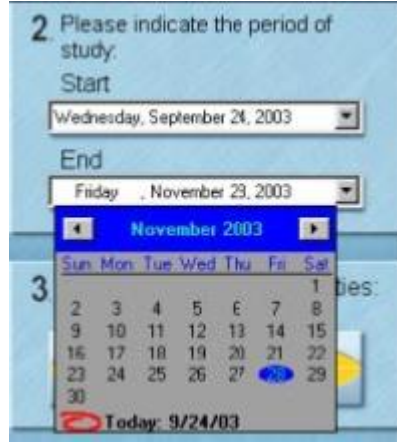 2 Please indicate the period of
study:
Start
Wednesday, September 24, 2003
End
Friday , November 29, 2003
November 2003
Sun Mon Tue Wed Thu Fri Sat
1
2 3 4 5 6 7 8
9 10 11 12 13 14 15
16 17 18 19 20 21 22
23 24 25 26 27 28 29
30
Today: 9/24/03
3 ties: